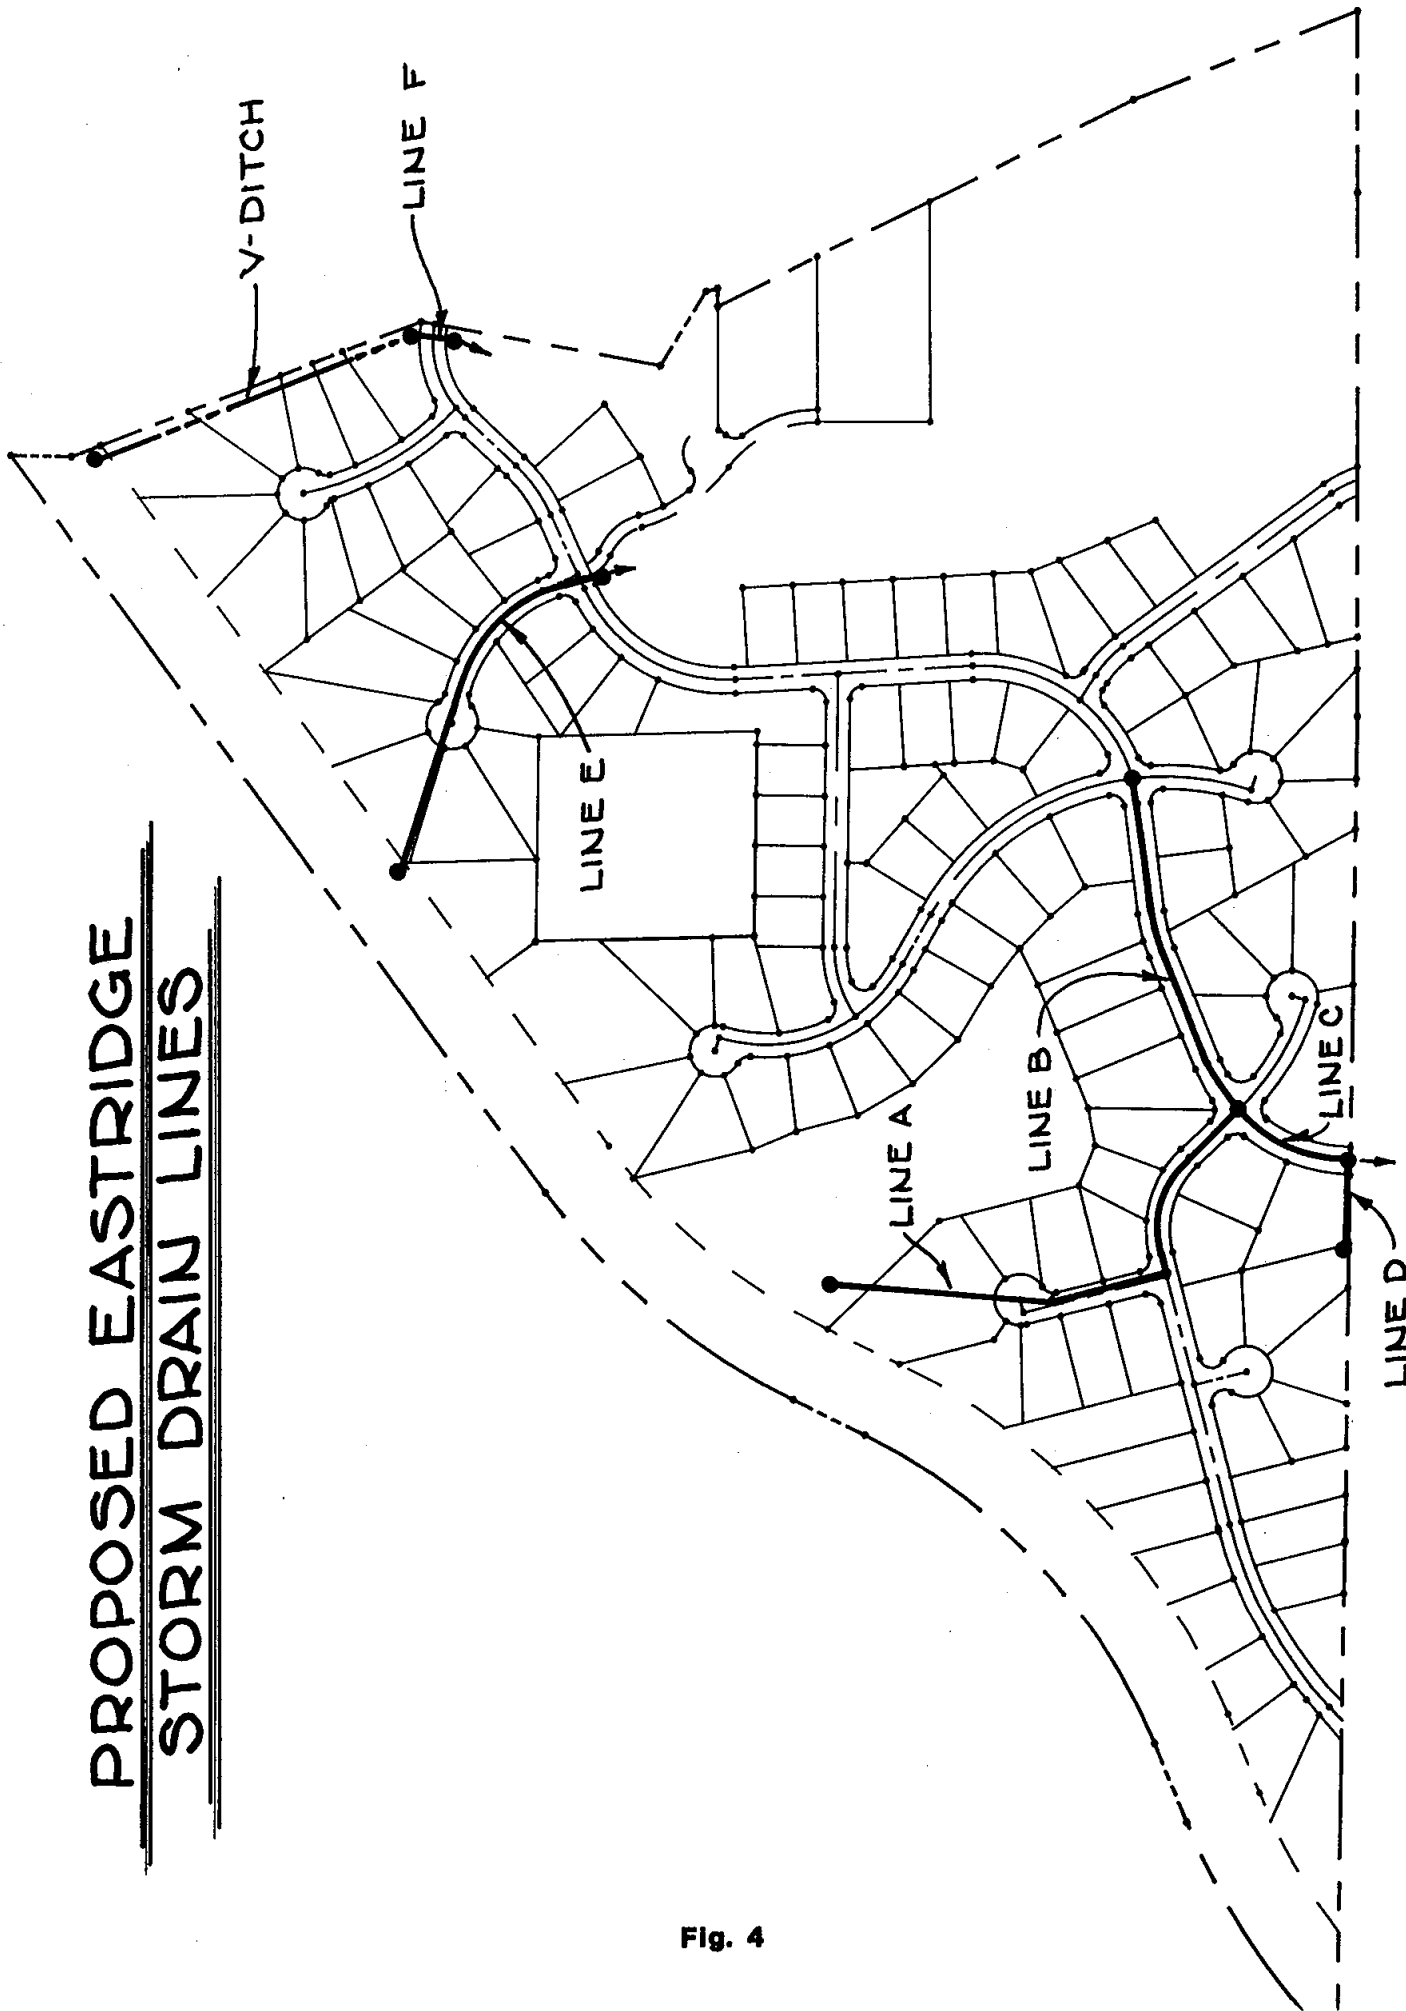 PROPOSED EASTRIDGE
STORM DRAIN LINES
V-DITCH
LINE F
LINE E
LINE A
LINE B
LINE C
LINE D
Fig. 4